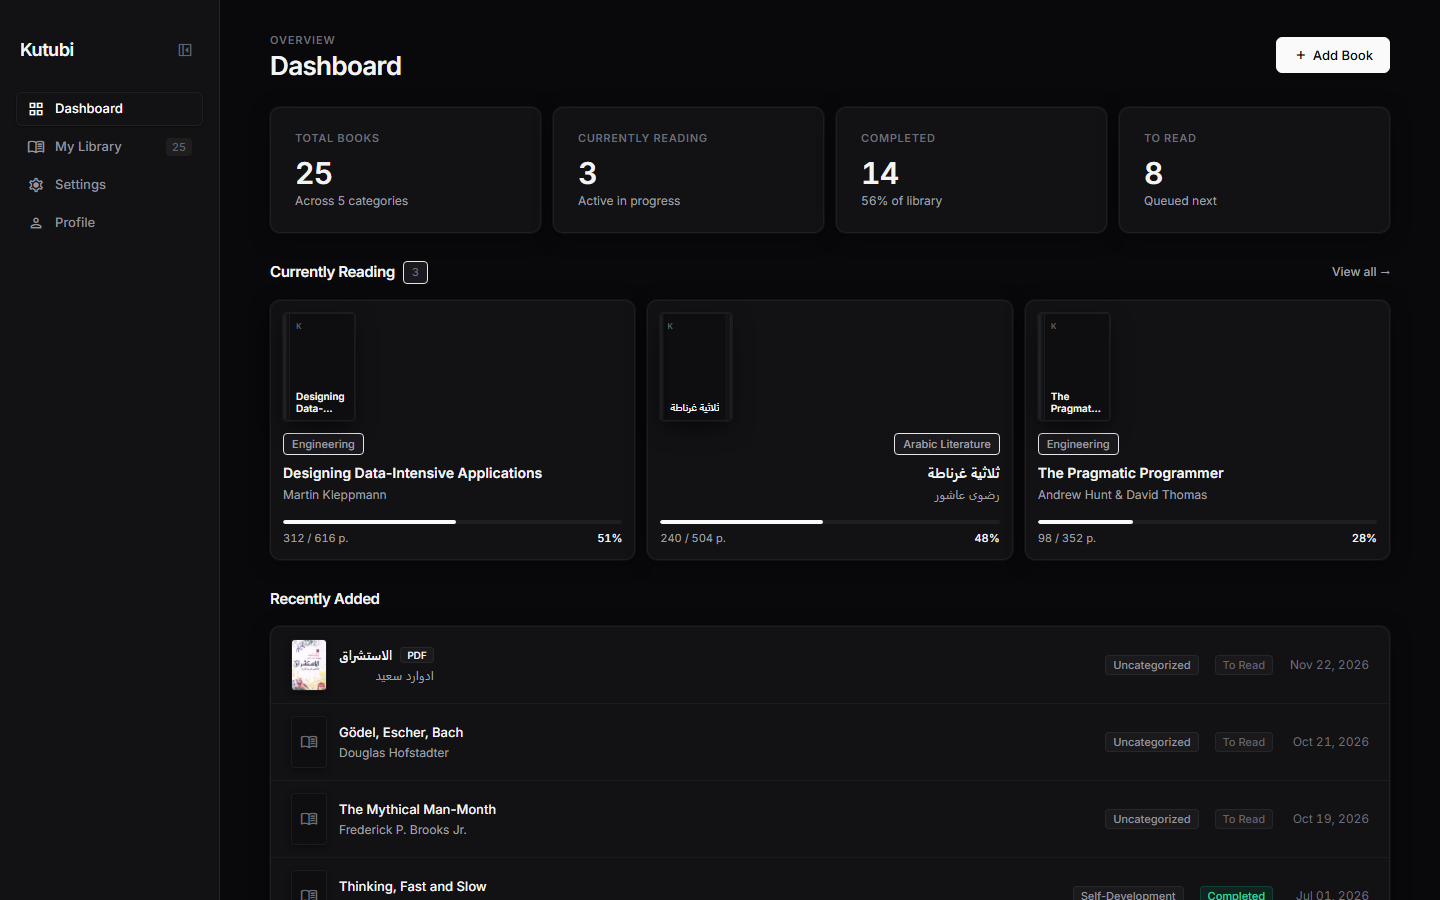 Kutubi
Dashboard
My Library 25
Settings
Profile
OVERVIEW
Dashboard
+ Add Book
TOTAL BOOKS
25
Across 5 categories
CURRENTLY READING
3
Active in progress
COMPLETED
14
56% of library
TO READ
8
Queued next
Currently Reading 3
View all →
K
Designing
Data-...
Engineering
Designing Data-Intensive Applications
Martin Kleppmann
312 / 616 p. 51%
K
ثلاثية غرناطة
Arabic Literature
ثلاثية غرناطة
رضوى عاشور
240 / 504 p. 48%
K
The
Pragmat...
Engineering
The Pragmatic Programmer
Andrew Hunt & David Thomas
98 / 352 p. 28%
Recently Added
الاستشراق PDF
ادوارد سعيد
Uncategorized To Read Nov 22, 2026
Gödel, Escher, Bach
Douglas Hofstadter
Uncategorized To Read Oct 21, 2026
The Mythical Man-Month
Frederick P. Brooks Jr.
Uncategorized To Read Oct 19, 2026
Thinking, Fast and Slow
Self-Development Completed Jul 01, 2026